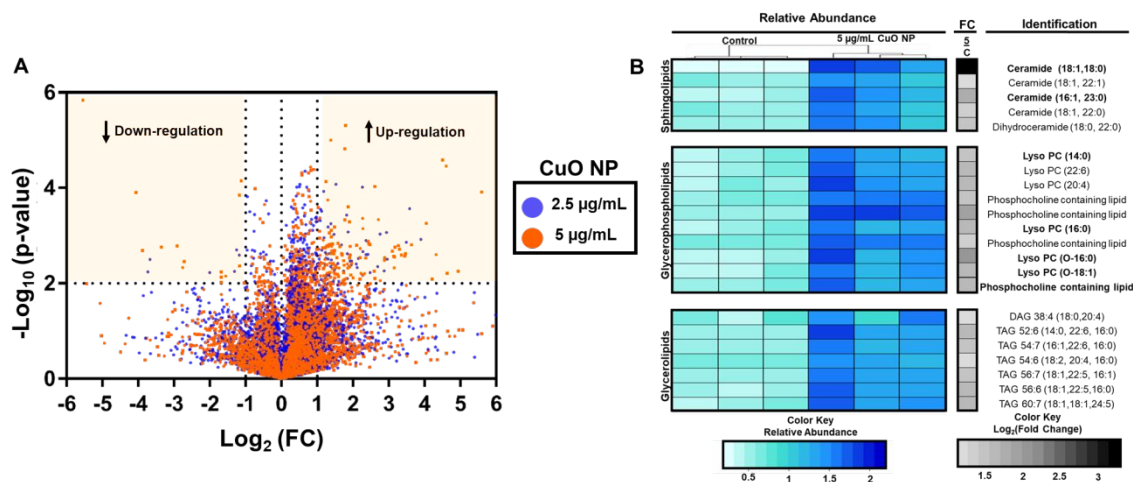 A
6
4
2
0
-6
-5
-4
-3
-2
-1
0
1
2
3
4
5
6
-Log10 (p-value)
Log2 (FC)
↓ Down-regulation
↑ Up-regulation
CuO NP
2.5 µg/mL
5 µg/mL
B
Relative Abundance
Control
5 µg/mL CuO NP
FC
5
C
Identification
Sphingolipids
Ceramide (18:1,18:0)
Ceramide (18:1, 22:1)
Ceramide (16:1, 23:0)
Ceramide (18:1, 22:0)
Dihydroceramide (18:0, 22:0)
Glycerophospholipids
Lyso PC (14:0)
Lyso PC (22:6)
Lyso PC (20:4)
Phosphocholine containing lipid
Phosphocholine containing lipid
Lyso PC (16:0)
Phosphocholine containing lipid
Lyso PC (O-16:0)
Lyso PC (O-18:1)
Phosphocholine containing lipid
Glycerolipids
DAG 38:4 (18:0,20:4)
TAG 52:6 (14:0, 22:6, 16:0)
TAG 54:7 (16:1,22:6, 16:0)
TAG 54:6 (18:2, 20:4, 16:0)
TAG 56:7 (18:1,22:5, 16:1)
TAG 56:6 (18:1,22:5,16:0)
TAG 60:7 (18:1,18:1,24:5)
Color Key
Relative Abundance
0.5
1
1.5
2
Color Key
Log2(Fold Change)
1.5
2
2.5
3